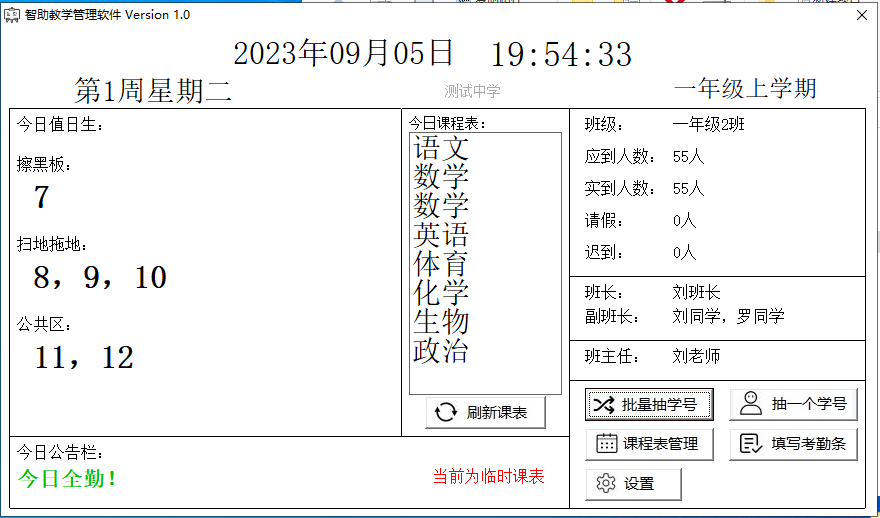 智助教学管理软件 Version 1.0
2023年09月05日 19:54:33
第1周星期二
测试中学
一年级上学期
今日值日生：
擦黑板：
7
扫地拖地：
8，9，10
公共区：
11，12
今日课程表：
语文
数学
数学
英语
体育
化学
生物
政治
刷新课表
班级： 一年级2班
应到人数： 55人
实到人数： 55人
请假： 0人
迟到： 0人
班长： 刘班长
副班长： 刘同学，罗同学
班主任： 刘老师
批量抽学号
抽一个学号
课程表管理
填写考勤条
设置
今日公告栏：
今日全勤！
当前为临时课表